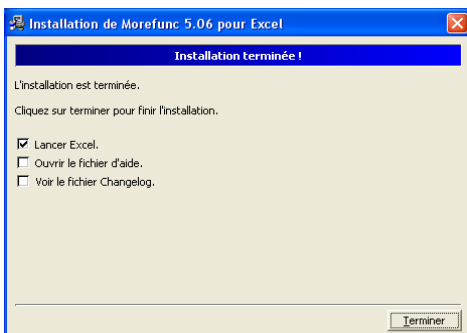 Installation de Morefunc 5.06 pour Excel
Installation terminée !
L'installation est terminée.
Cliquez sur terminer pour finir l'installation.
Lancer Excel.
Ouvrir le fichier d'aide.
Voir le fichier Changelog.
Terminer